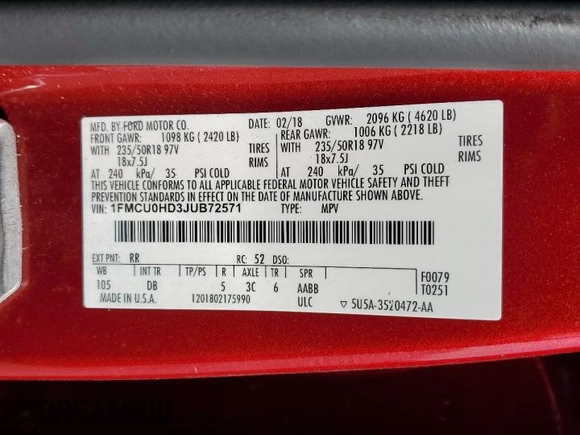 MFD. BY FORD MOTOR CO. 02/18 GVWR: 2096 KG ( 4620 LB)
FRONT GAWR: 1098 KG ( 2420 LB) REAR GAWR: 1006 KG ( 2218 LB)
WITH 235/50R18 97V TIRES WITH 235/50R18 97V TIRES
18x7.5J RIMS 18x7.5J RIMS
AT 240 kPa/ 35 PSI COLD AT 240 kPa/ 35 PSI COLD
THIS VEHICLE CONFORMS TO ALL APPLICABLE FEDERAL MOTOR VEHICLE SAFETY AND THEFT
PREVENTION STANDARDS IN EFFECT ON THE DATE OF MANUFACTURE SHOWN ABOVE.
VIN: 1FMCU0HD3JUB72571 TYPE: MPV
EXT PNT: RR RC: 52 DSO: F0079
WB INT TR TP/PS R AXLE TR SPR T0251
105 DB 5 3C 6 AABB
MADE IN U.S.A. 1201802175990 ULC ▽ 5U5A-3520472-AA
DREAMBID